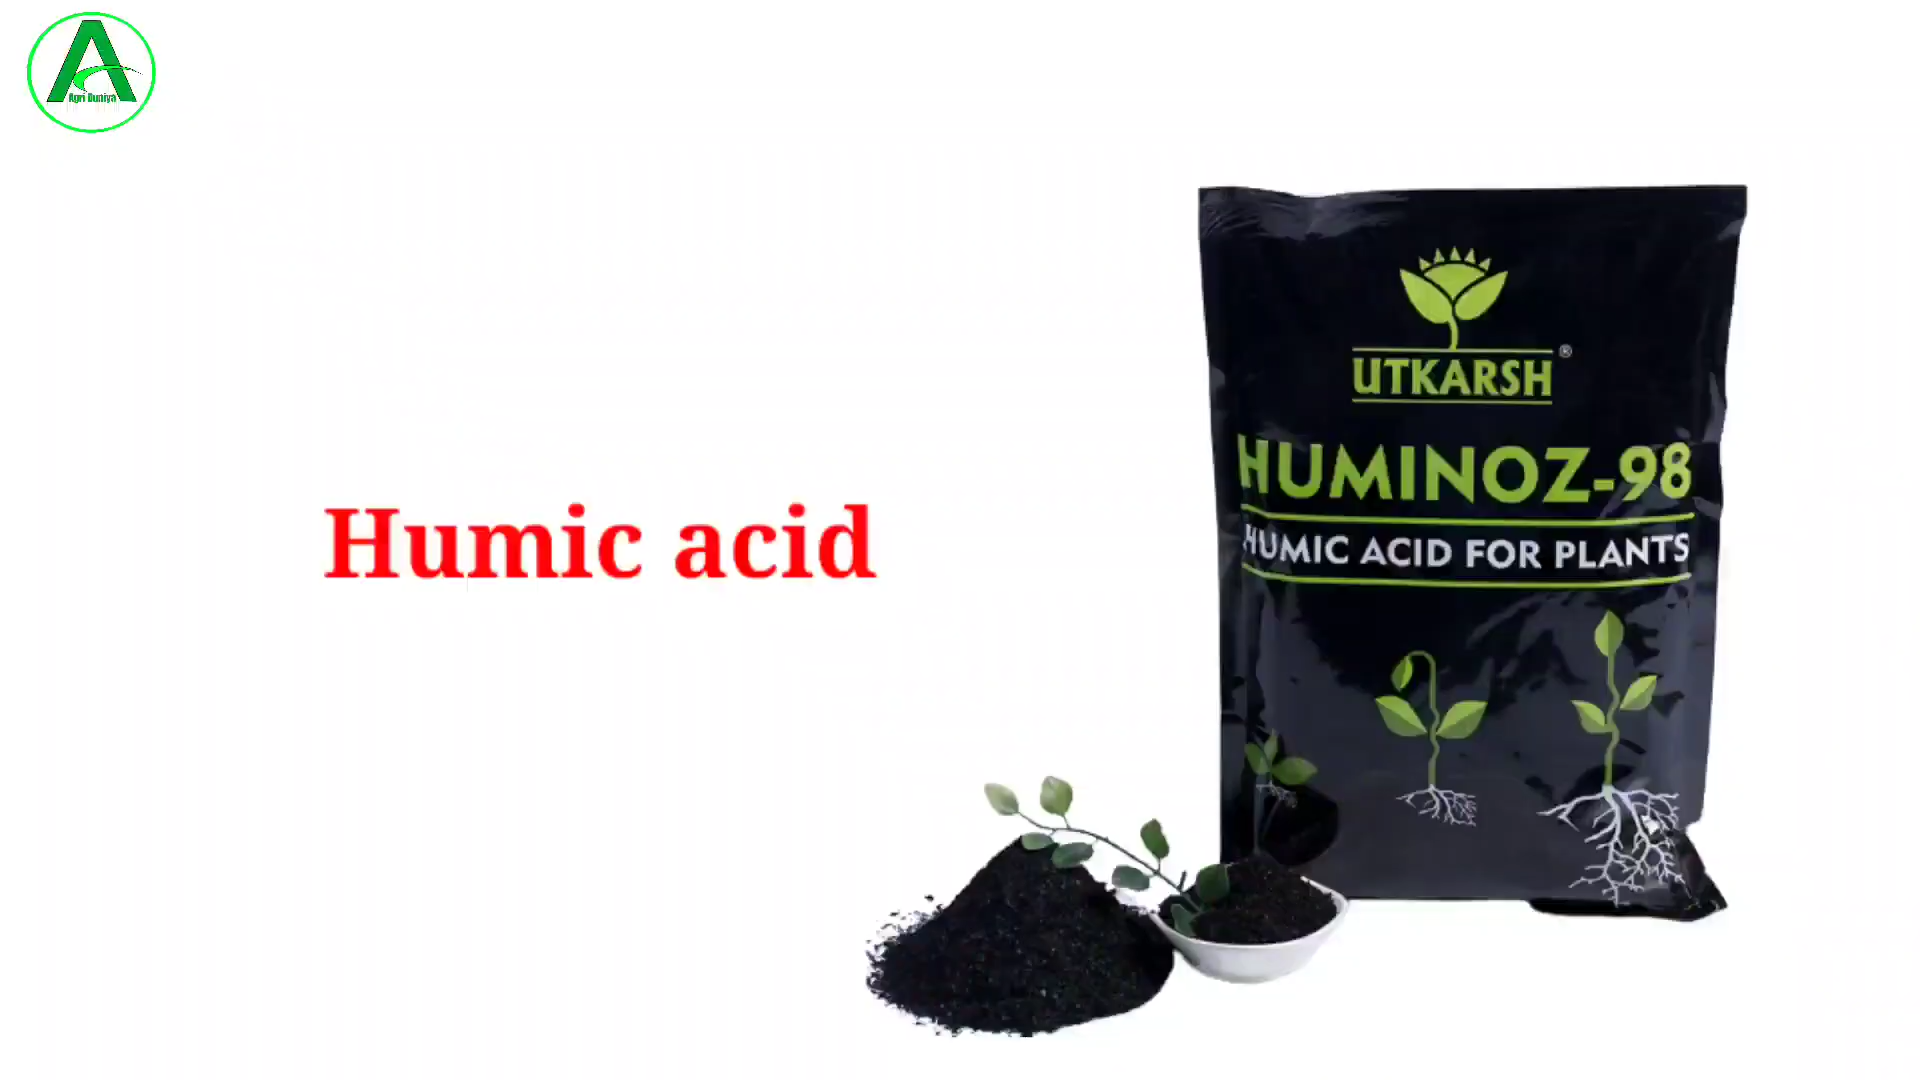 Agri Duniya
Humic acid
UTKARSH®
HUMINOZ-98
HUMIC ACID FOR PLANTS